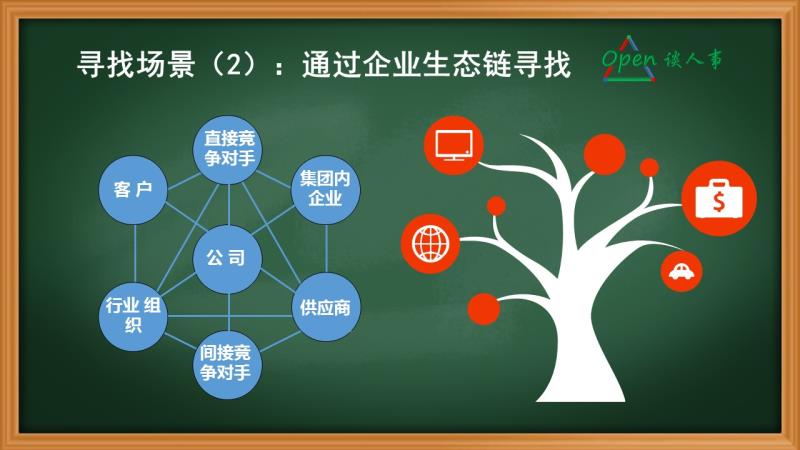 寻找场景（2）：通过企业生态链寻找
Open 谈人事
直接竞
争对手
客 户
集团内
企业
公 司
行业 组
织
供应商
间接竞
争对手
$